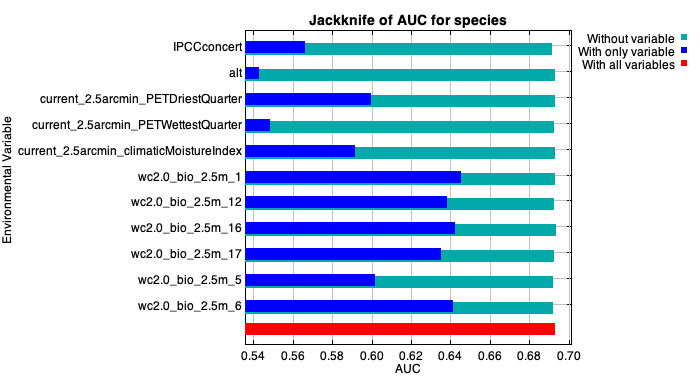 Jackknife of AUC for species
Without variable
With only variable
With all variables
Environmental Variable
IPCCconcert
alt
current_2.5arcmin_PETDriestQuarter
current_2.5arcmin_PETWettestQuarter
current_2.5arcmin_climaticMoistureIndex
wc2.0_bio_2.5m_1
wc2.0_bio_2.5m_12
wc2.0_bio_2.5m_16
wc2.0_bio_2.5m_17
wc2.0_bio_2.5m_5
wc2.0_bio_2.5m_6
0.54 0.56 0.58 0.60 0.62 0.64 0.66 0.68 0.70
AUC